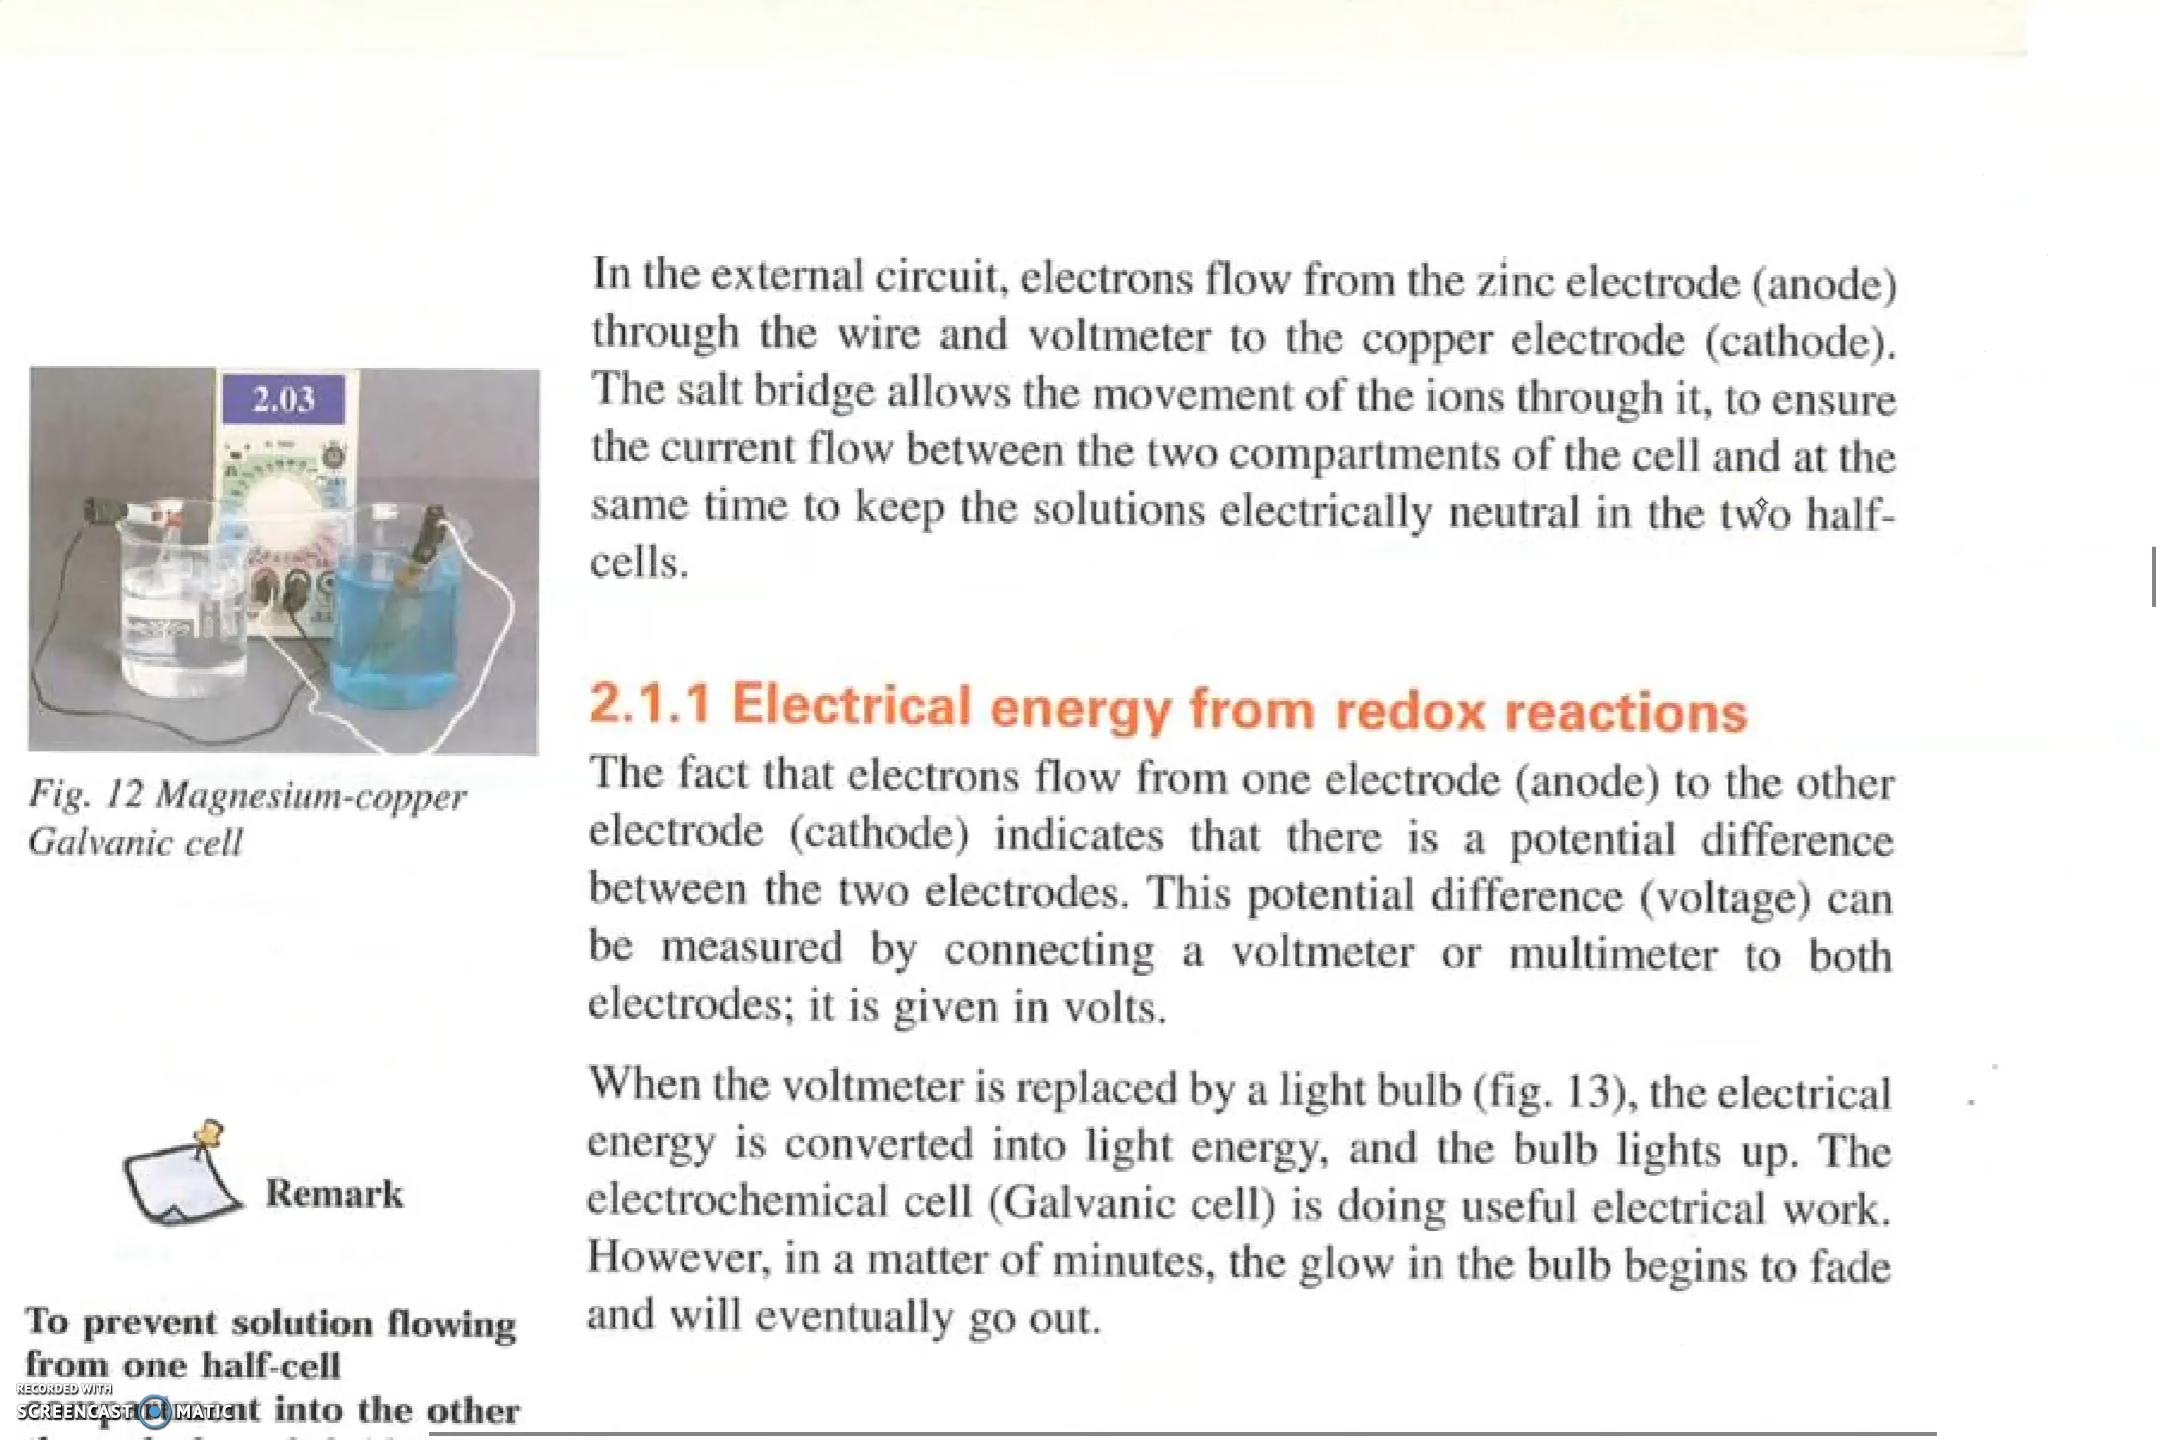 In the external circuit, electrons flow from the zinc electrode (anode)
through the wire and voltmeter to the copper electrode (cathode).
The salt bridge allows the movement of the ions through it, to ensure
the current flow between the two compartments of the cell and at the
same time to keep the solutions electrically neutral in the two half-
cells.
2.03
Fig. 12 Magnesium-copper
Galvanic cell
2.1.1 Electrical energy from redox reactions
The fact that electrons flow from one electrode (anode) to the other
electrode (cathode) indicates that there is a potential difference
between the two electrodes. This potential difference (voltage) can
be measured by connecting a voltmeter or multimeter to both
electrodes; it is given in volts.
When the voltmeter is replaced by a light bulb (fig. 13), the electrical
energy is converted into light energy, and the bulb lights up. The
electrochemical cell (Galvanic cell) is doing useful electrical work.
However, in a matter of minutes, the glow in the bulb begins to fade
and will eventually go out.
Remark
To prevent solution flowing
from one half-cell
into the other
RECORDED WITH
SCREENCAST MATIC